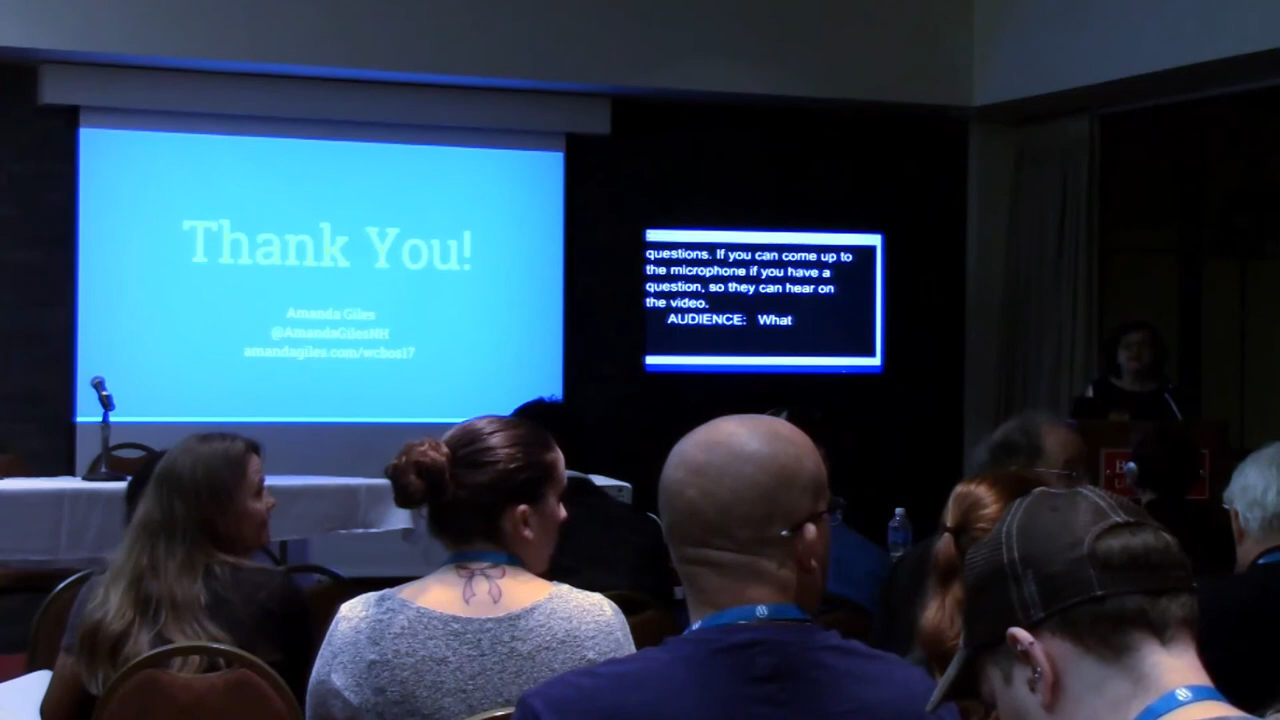 Thank You!
Amanda Giles
@AmandaGilesNH
amandagiles.com/wcbos17
questions. If you can come up to
the microphone if you have a
question, so they can hear on
the video.
AUDIENCE: What